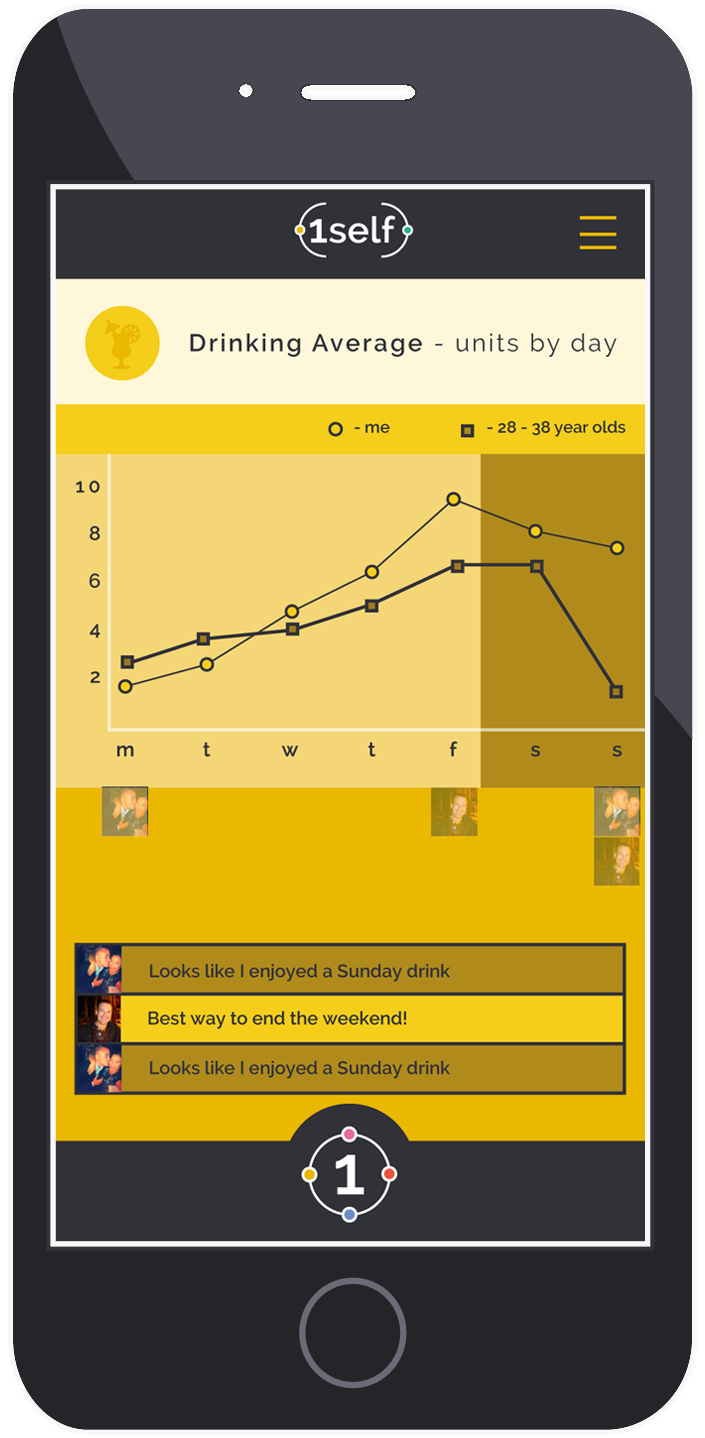 1self
Drinking Average - units by day
- me - 28 - 38 year olds
10
8
6
4
2
m t w t f s s
Looks like I enjoyed a Sunday drink
Best way to end the weekend!
Looks like I enjoyed a Sunday drink
1